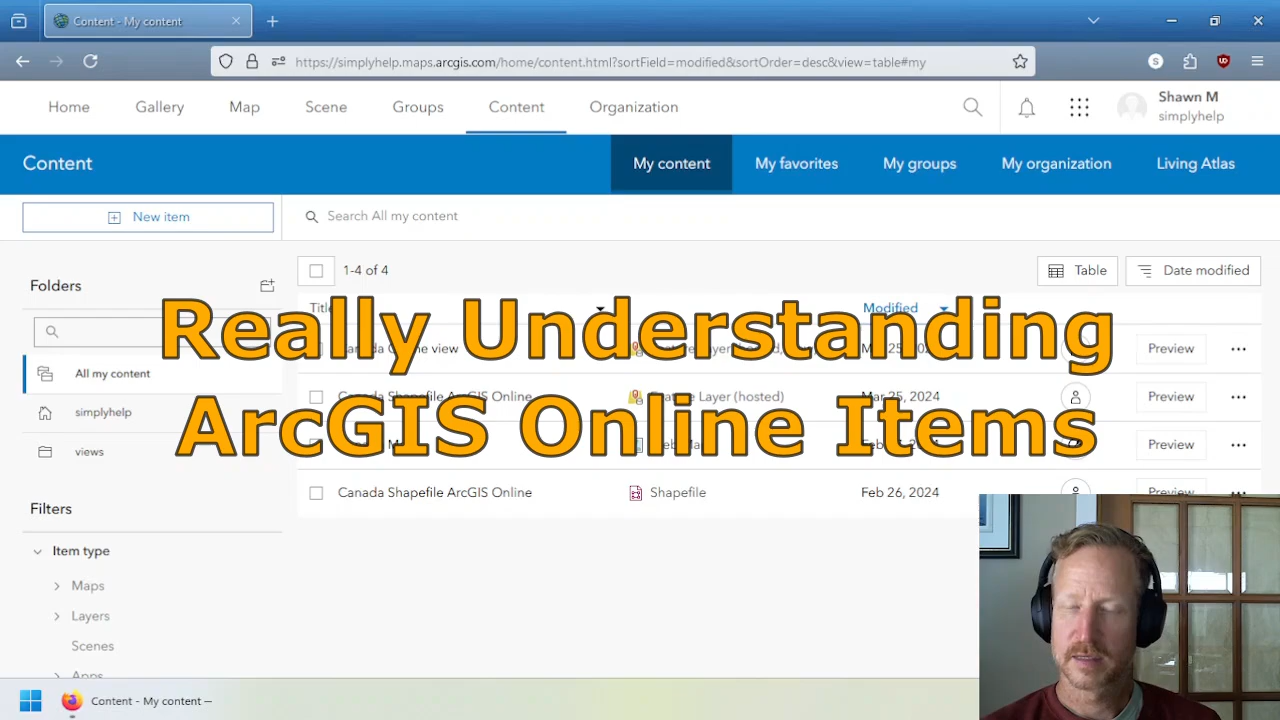 Content - My content
https://simplyhelp.maps.arcgis.com/home/content.html?sortField=modified&sortOrder=desc&view=table#my
S
Home Gallery Map Scene Groups Content Organization
Shawn M
simplyhelp
Content My content My favorites My groups My organization Living Atlas
New item
Search All my content
1-4 of 4 Table Date modified
Folders
Modified
Really Understanding
Preview
All my content
Canada Shapefile ArcGIS Online Feature Layer (hosted) Mar 25, 2024 Preview
simplyhelp
ArcGIS Online Items
Preview
views
Canada Shapefile ArcGIS Online Shapefile Feb 26, 2024 Preview
Filters
Item type
Maps
Layers
Scenes
Apps
Content - My content —